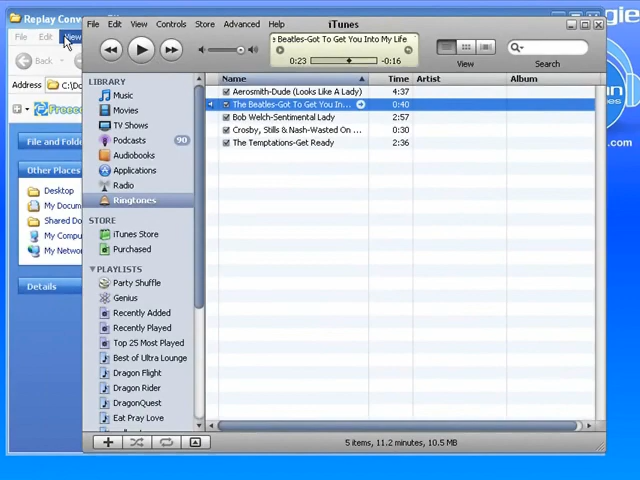 Replay Conve
File Edit View
Back
Address C:\Do
File and Folde
Other Places
Desktop
My Docum
Shared Do
My Compu
My Network
Details
File Edit View Controls Store Advanced Help iTunes
The Beatles-Got To Get You Into My Life
0:23 -0:16
View Search
LIBRARY
Music
Movies
TV Shows
Podcasts 90
Audiobooks
Applications
Radio
Ringtones
STORE
iTunes Store
Purchased
PLAYLISTS
Party Shuffle
Genius
Recently Added
Recently Played
Top 25 Most Played
Best of Ultra Lounge
Dragon Flight
Dragon Rider
DragonQuest
Eat Pray Love
Name Time Artist Album
Aerosmith-Dude (Looks Like A Lady) 4:37
The Beatles-Got To Get You In... 0:40
Bob Welch-Sentimental Lady 2:57
Crosby, Stills & Nash-Wasted On ... 0:30
The Temptations-Get Ready 2:36
5 items, 11.2 minutes, 10.5 MB
gie
on
.com